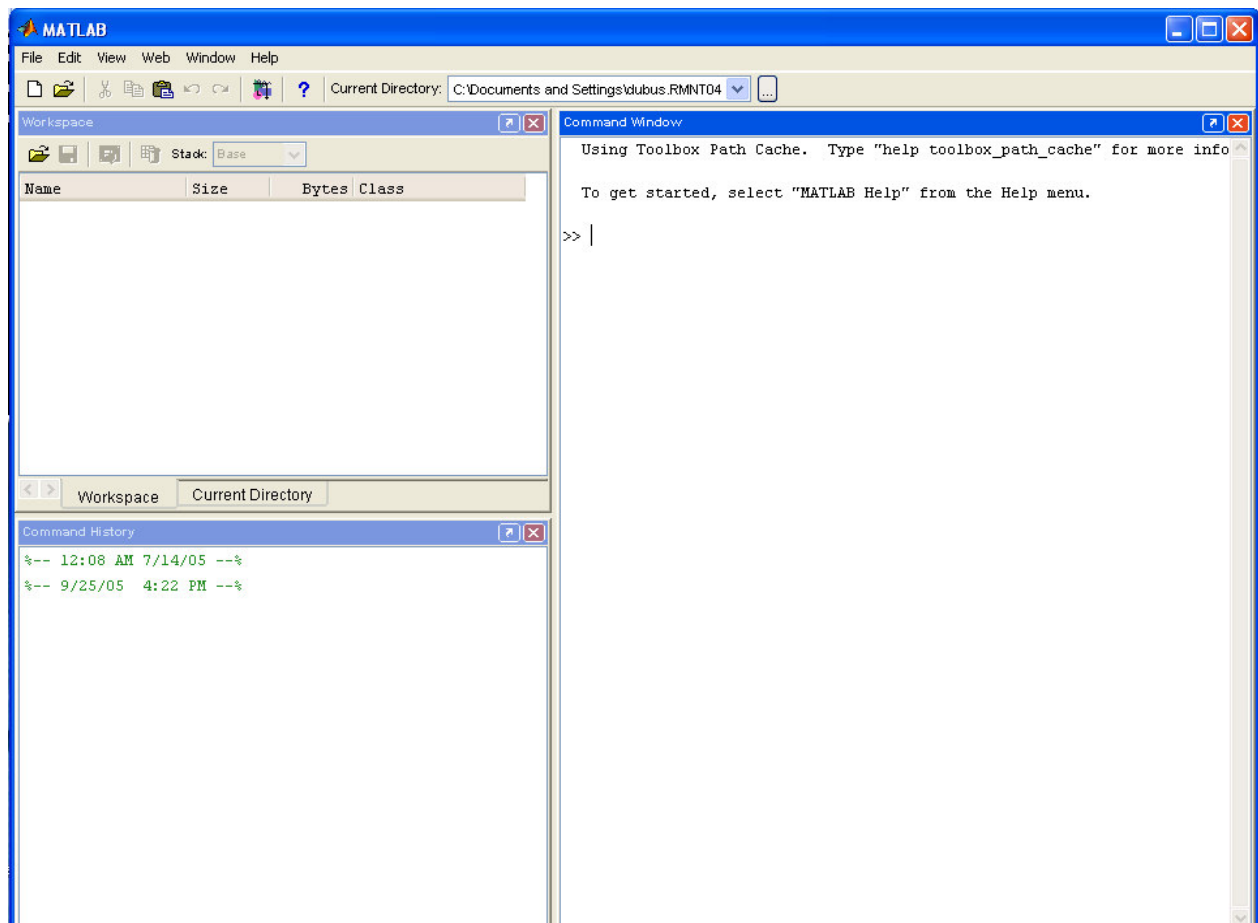 MATLAB
File Edit View Web Window Help
Current Directory: C:\Documents and Settings\dubus.RMNT04
Workspace
Stack: Base
Name Size Bytes Class
Workspace Current Directory
Command History
%-- 12:08 AM 7/14/05 --%
%-- 9/25/05 4:22 PM --%
Command Window
Using Toolbox Path Cache. Type "help toolbox_path_cache" for more info
To get started, select "MATLAB Help" from the Help menu.
>>